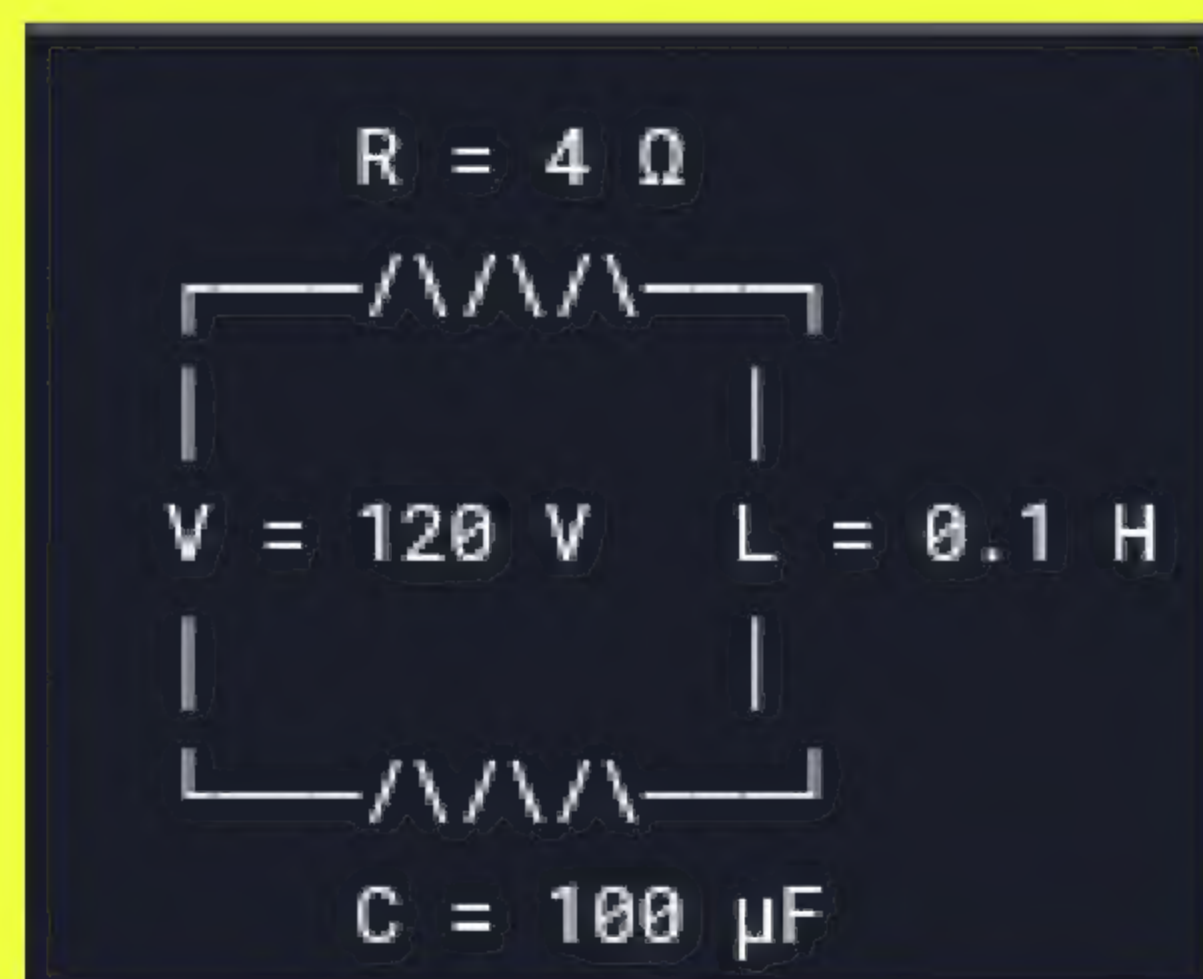 R = 4 Ω
V = 120 V L = 0.1 H
C = 100 µF